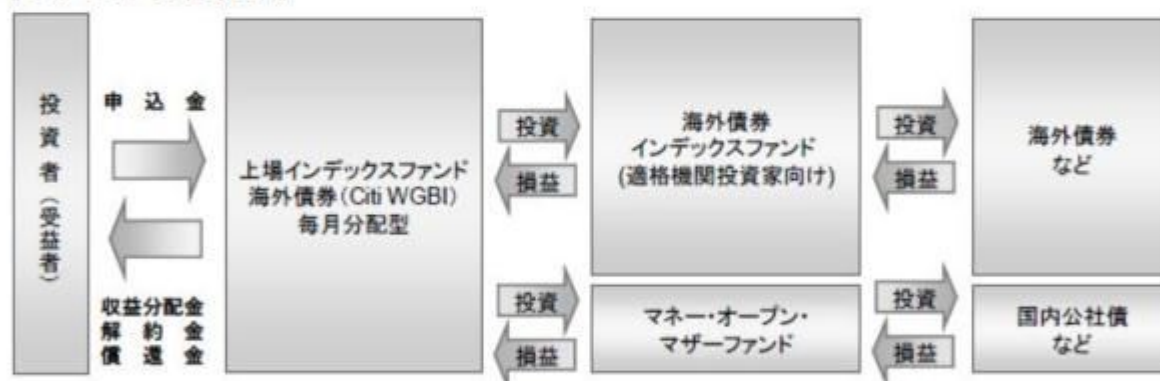 投資者(受益者)
申込金
収益分配金
解約金
償還金
上場インデックスファンド
海外債券(Citi WGBI)
毎月分配型
投資
損益
投資
損益
海外債券
インデックスファンド
(適格機関投資家向け)
マネー・オープン・
マザーファンド
投資
損益
投資
損益
海外債券
など
国内公社債
など